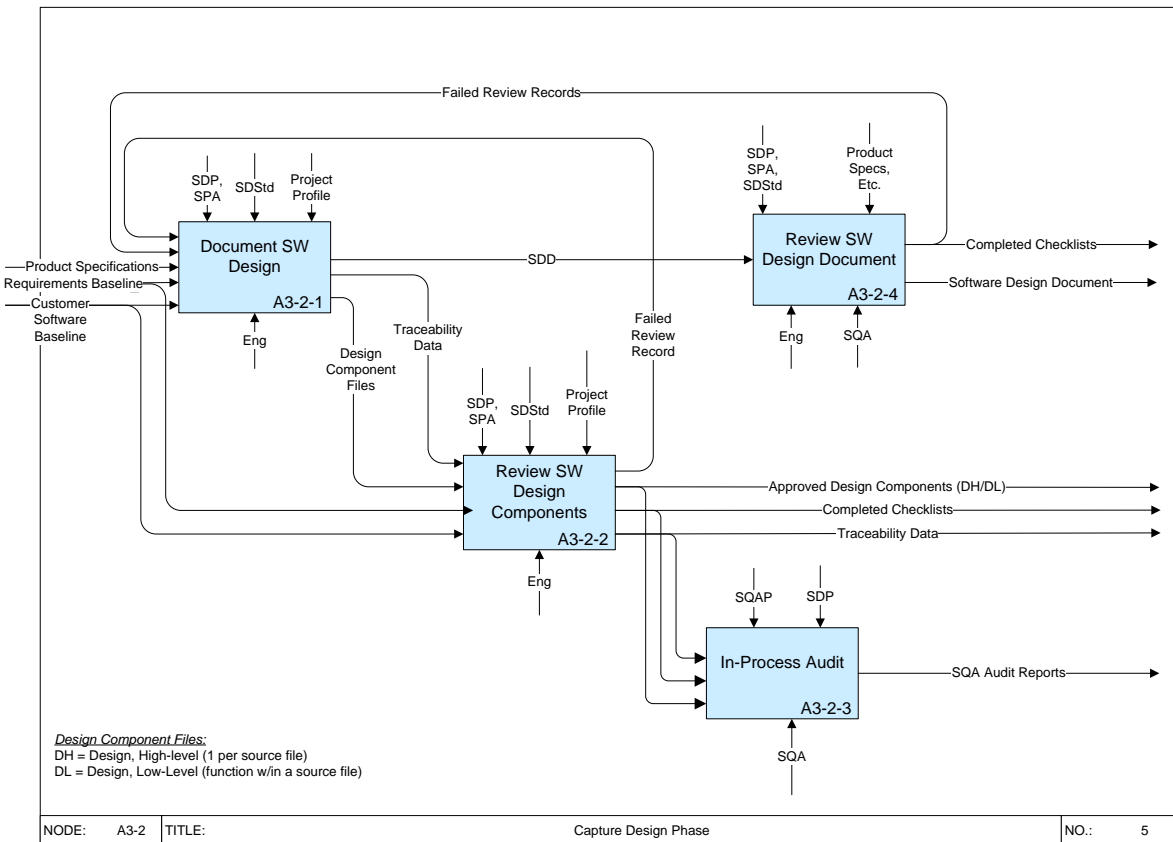 Failed Review Records
SDP,
SPA
SDStd
Project
Profile
SDP,
SPA,
SDStd
Product
Specs,
Etc.
Document SW
Design
A3-2-1
Review SW
Design Document
A3-2-4
Product Specifications
Requirements Baseline
Customer
Software
Baseline
SDD
Completed Checklists
Software Design Document
Eng
Design
Component
Files
Traceability
Data
Failed
Review
Record
Eng
SQA
SDP,
SPA
SDStd
Project
Profile
Review SW
Design
Components
A3-2-2
Approved Design Components (DH/DL)
Completed Checklists
Traceability Data
Eng
SQAP
SDP
In-Process Audit
A3-2-3
SQA Audit Reports
SQA
Design Component Files:
DH = Design, High-level (1 per source file)
DL = Design, Low-Level (function w/in a source file)
NODE: A3-2 TITLE: Capture Design Phase NO.: 5